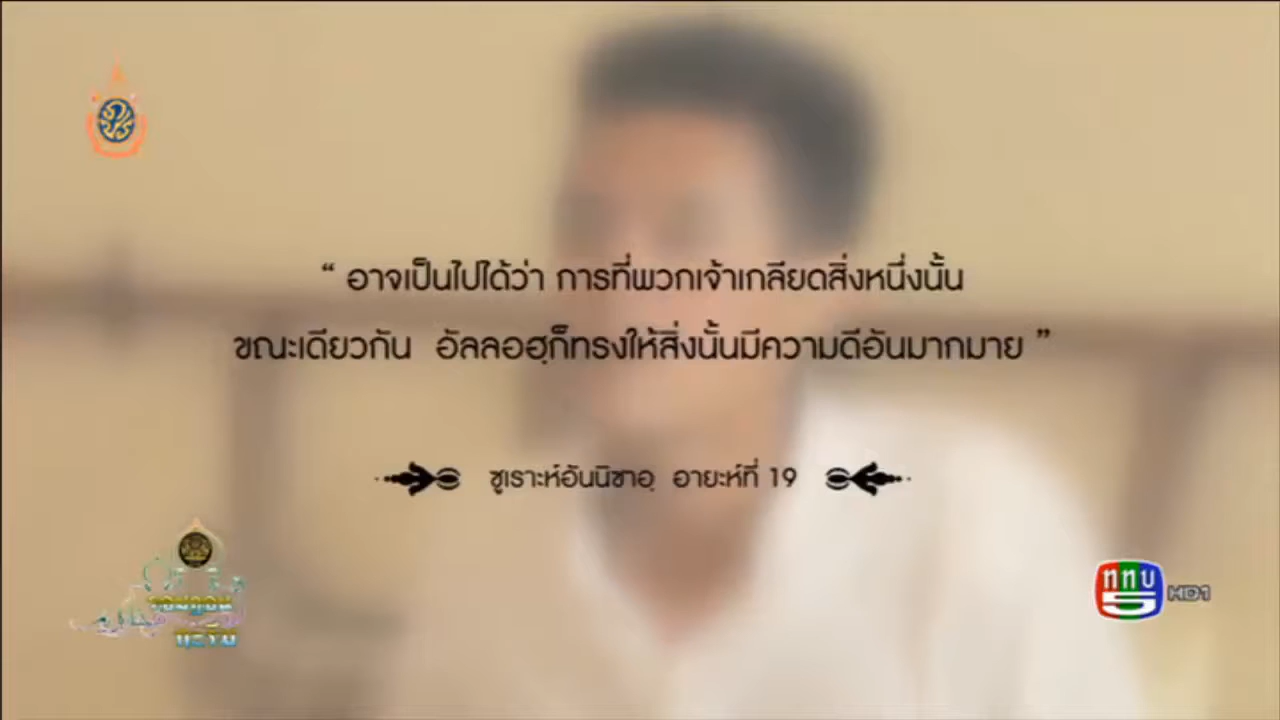 “ อาจเป็นไปได้ว่า การที่พวกเจ้าเกลียดสิ่งหนึ่งนั้น
ขณะเดียวกัน อัลลอฮฺก็ทรงให้สิ่งนั้นมีความดีอันมากมาย ”
ซูเราะห์อันนิซาอฺ อายะห์ที่ 19
ททบ
5 HD1